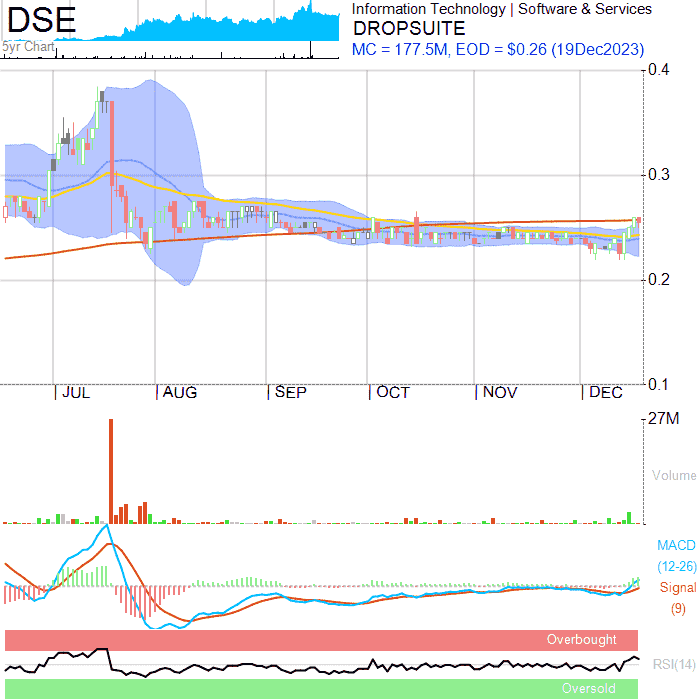 DSE
5yr Chart
Information Technology | Software & Services
DROPSUITE
MC = 177.5M, EOD = $0.26 (19Dec2023)
0.4
0.3
0.2
0.1
JUL AUG SEP OCT NOV DEC
27M
Volume
MACD
(12-26)
Signal
(9)
Overbought
RSI(14)
Oversold